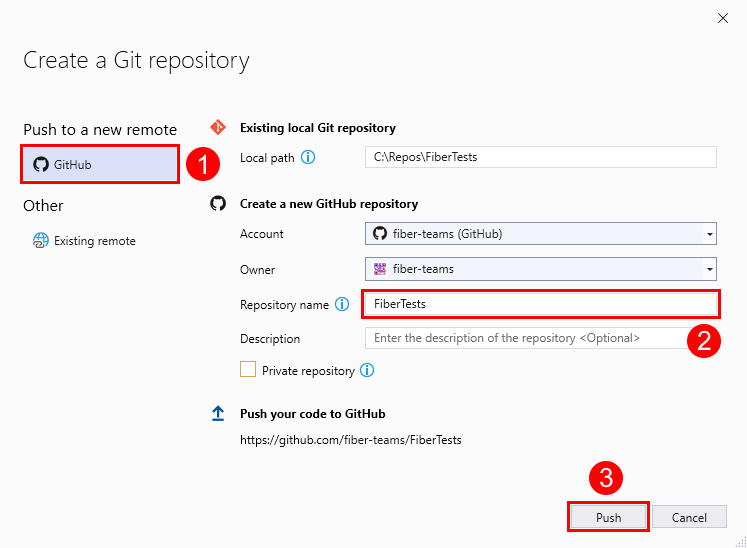 Create a Git repository
Push to a new remote
GitHub
1
Other
Existing remote
Existing local Git repository
Local path
C:\Repos\FiberTests
Create a new GitHub repository
Account
fiber-teams (GitHub)
Owner
fiber-teams
Repository name
FiberTests
2
Description
Enter the description of the repository <Optional>
Private repository
Push your code to GitHub
https://github.com/fiber-teams/FiberTests
3
Push
Cancel